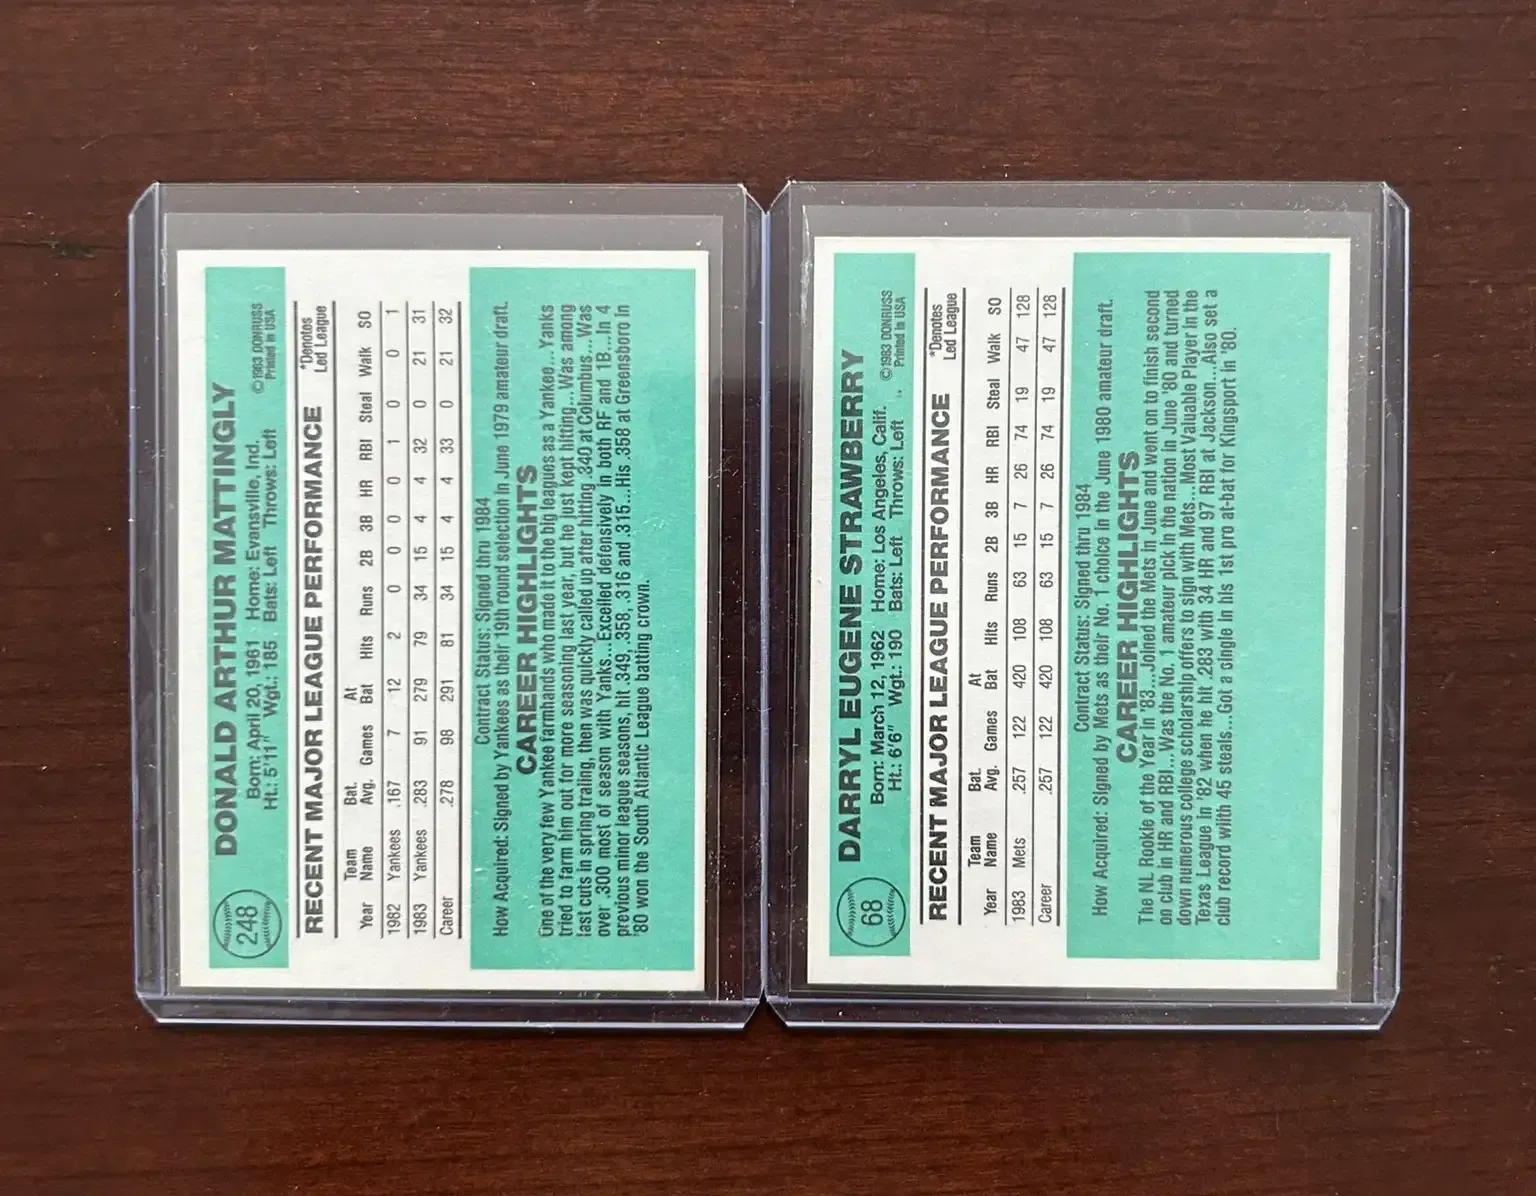 248
DONALD ARTHUR MATTINGLY
Born: April 20, 1961 Home: Evansville, Ind. ©1983 DONRUSS
Ht.: 5'11" Wgt.: 185 Bats: Left Throws: Left Printed in USA
RECENT MAJOR LEAGUE PERFORMANCE *Denotes Led League
Year Team Name Bat. Avg. Games At Bat Hits Runs 2B 3B HR RBI Steal Walk SO
1982 Yankees .167 7 12 2 0 0 0 0 1 0 0 1
1983 Yankees .283 91 279 79 34 15 4 4 32 0 21 31
Career .278 98 291 81 34 15 4 4 33 0 21 32
Contract Status: Signed thru 1984
How Acquired: Signed by Yankees as their 19th round selection in June 1979 amateur draft.
CAREER HIGHLIGHTS
One of the very few Yankee farmhands who made it to the big leagues as a Yankee...Yanks
tried to farm him out for more seasoning last year, but he just kept hitting...Was among
last cuts in spring trailing, then was quickly called up after hitting .340 at Columbus...Was
over .300 most of season with Yanks...Excelled defensively in both RF and 1B...In 4
previous minor league seasons, hit .349, .358, .316 and .315...His .358 at Greensboro in
'80 won the South Atlantic League batting crown.
68
DARRYL EUGENE STRAWBERRY
Born: March 12, 1962 Home: Los Angeles, Calif. ©1983 DONRUSS
Ht.: 6'6" Wgt.: 190 Bats: Left Throws: Left Printed in USA
RECENT MAJOR LEAGUE PERFORMANCE *Denotes Led League
Year Team Name Bat. Avg. Games At Bat Hits Runs 2B 3B HR RBI Steal Walk SO
1983 Mets .257 122 420 108 63 15 7 26 74 19 47 128
Career .257 122 420 108 63 15 7 26 74 19 47 128
Contract Status: Signed thru 1984
How Acquired: Signed by Mets as their No. 1 choice in the June 1980 amateur draft.
CAREER HIGHLIGHTS
The NL Rookie of the Year in '83...Joined the Mets in June and went on to finish second
on club in HR and RBI...Was the No. 1 amateur pick in the nation in June '80 and turned
down numerous college scholarship offers to sign with Mets...Most Valuable Player in the
Texas League in '82 when he hit .283 with 34 HR and 97 RBI at Jackson...Also set a
club record with 45 steals...Got a single in his 1st pro at-bat for Kingsport in '80.